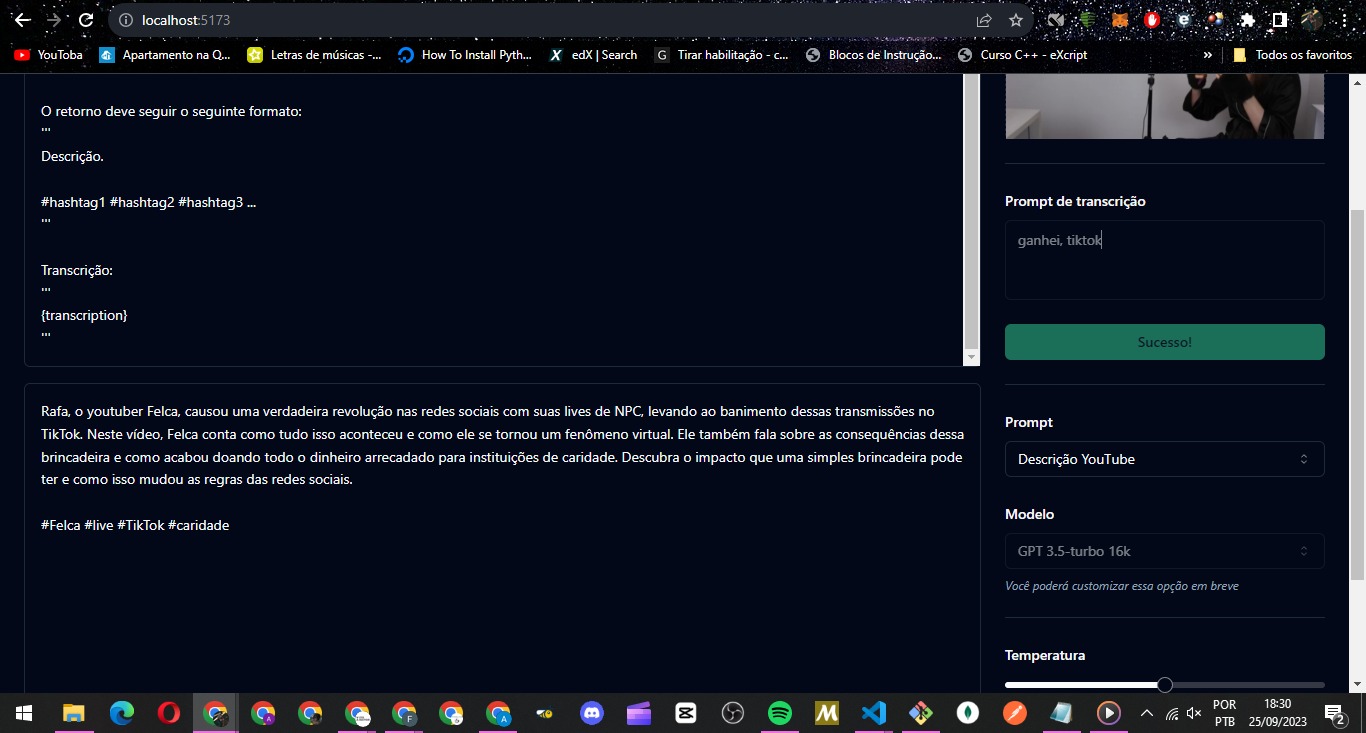 localhost:5173
YouToba
Apartamento na Q...
Letras de músicas -...
How To Install Pyth...
edX | Search
Tirar habilitação - c...
Blocos de Instrução...
Curso C++ - eXcript
»
Todos os favoritos
O retorno deve seguir o seguinte formato:
'''
Descrição.
#hashtag1 #hashtag2 #hashtag3 ...
'''
Transcrição:
'''
{transcription}
'''
Rafa, o youtuber Felca, causou uma verdadeira revolução nas redes sociais com suas lives de NPC, levando ao banimento dessas transmissões no
TikTok. Neste vídeo, Felca conta como tudo isso aconteceu e como ele se tornou um fenômeno virtual. Ele também fala sobre as consequências dessa
brincadeira e como acabou doando todo o dinheiro arrecadado para instituições de caridade. Descubra o impacto que uma simples brincadeira pode
ter e como isso mudou as regras das redes sociais.
#Felca #live #TikTok #caridade
Prompt de transcrição
ganhei, tiktok
Sucesso!
Prompt
Descrição YouTube
Modelo
GPT 3.5-turbo 16k
Você poderá customizar essa opção em breve
Temperatura
POR
PTB
18:30
25/09/2023
2